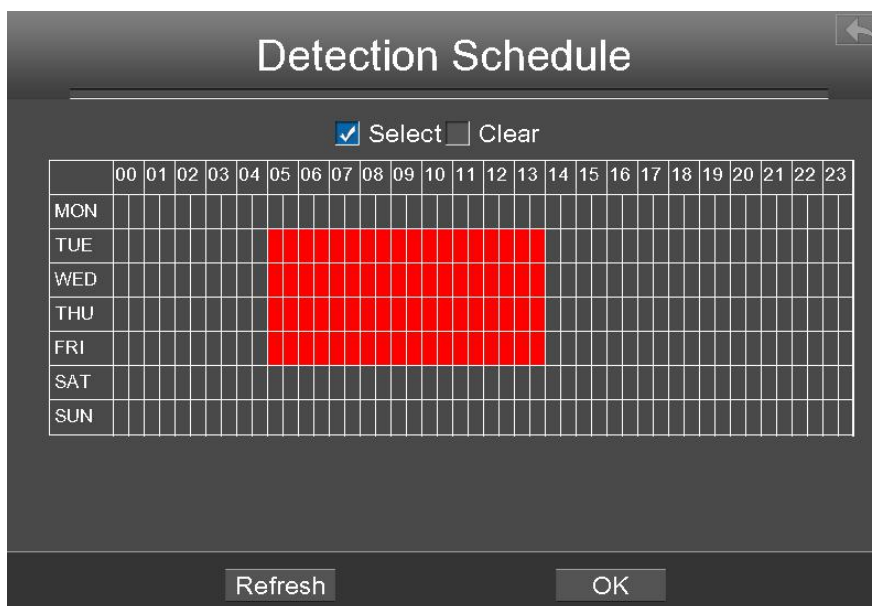 Detection Schedule
Select Clear
00 01 02 03 04 05 06 07 08 09 10 11 12 13 14 15 16 17 18 19 20 21 22 23
MON
TUE
WED
THU
FRI
SAT
SUN
Refresh OK